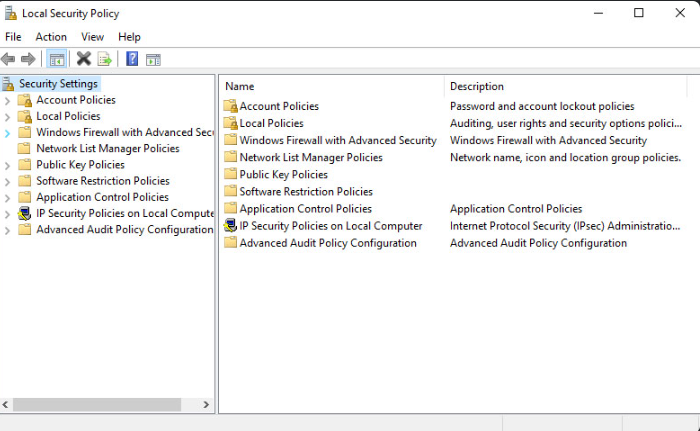 Local Security Policy
File Action View Help
Security Settings
Account Policies
Local Policies
Windows Firewall with Advanced Secu
Network List Manager Policies
Public Key Policies
Software Restriction Policies
Application Control Policies
IP Security Policies on Local Compute
Advanced Audit Policy Configuration
Name Description
Account Policies Password and account lockout policies
Local Policies Auditing, user rights and security options polici...
Windows Firewall with Advanced Security Windows Firewall with Advanced Security
Network List Manager Policies Network name, icon and location group policies.
Public Key Policies
Software Restriction Policies
Application Control Policies Application Control Policies
IP Security Policies on Local Computer Internet Protocol Security (IPsec) Administratio...
Advanced Audit Policy Configuration Advanced Audit Policy Configuration